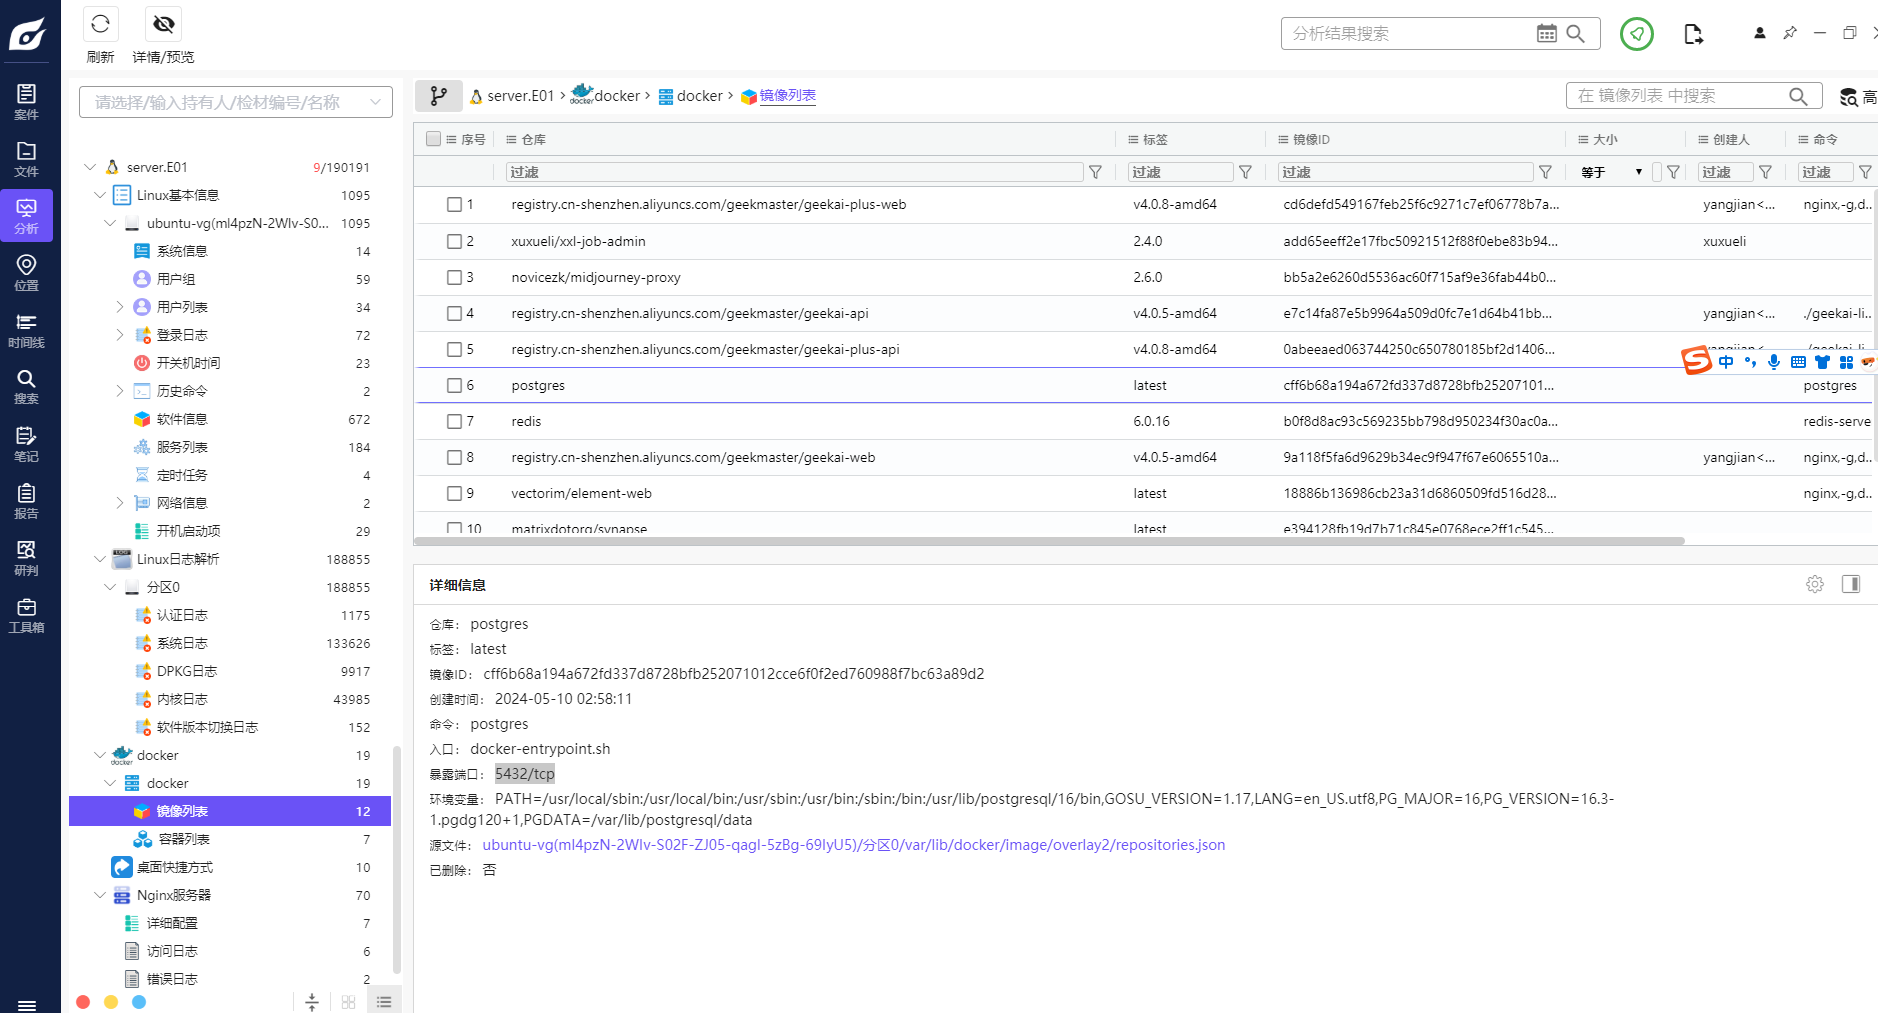 刷新
详情/预览
分析结果搜索
案件
文件
分析
位置
时间线
搜索
笔记
报告
研判
工具箱
请选择/输入持有人/检材编号/名称
server.E01 9/190191
Linux基本信息 1095
ubuntu-vg(ml4pzN-2WIv-S0... 1095
系统信息 14
用户组 59
用户列表 34
登录日志 72
开关机时间 23
历史命令 2
软件信息 672
服务列表 184
定时任务 4
网络信息 2
开机启动项 29
Linux日志解析 188855
分区0 188855
认证日志 1175
系统日志 133626
DPKG日志 9917
内核日志 43985
软件版本切换日志 152
docker 19
docker 19
镜像列表 12
容器列表 7
桌面快捷方式 10
Nginx服务器 70
详细配置 7
访问日志 6
错误日志 2
server.E01 › docker › docker › 镜像列表
在 镜像列表 中搜索
高
序号 仓库 标签 镜像ID 大小 创建人 命令
过滤 过滤 过滤 等于 过滤 过滤
1 registry.cn-shenzhen.aliyuncs.com/geekmaster/geekai-plus-web v4.0.8-amd64 cd6defd549167feb25f6c9271c7ef06778b7a... yangjian<... nginx,-g,d..
2 xuxueli/xxl-job-admin 2.4.0 add65eeff2e17fbc50921512f88f0ebe83b94... xuxueli
3 novicezk/midjourney-proxy 2.6.0 bb5a2e6260d5536ac60f715af9e36fab44b0...
4 registry.cn-shenzhen.aliyuncs.com/geekmaster/geekai-api v4.0.5-amd64 e7c14fa87e5b9964a509d0fc7e1d64b41bb... yangjian<... ./geekai-li..
5 registry.cn-shenzhen.aliyuncs.com/geekmaster/geekai-plus-api v4.0.8-amd64 0abeeaed063744250c650780185bf2d1406... yangjian<... ./geekai-li..
中
6 postgres latest cff6b68a194a672fd337d8728bfb25207101... postgres
7 redis 6.0.16 b0f8d8ac93c569235bb798d950234f30ac0a... redis-serve
8 registry.cn-shenzhen.aliyuncs.com/geekmaster/geekai-web v4.0.5-amd64 9a118f5fa6d9629b34ec9f947f67e6065510a... yangjian<... nginx,-g,d..
9 vectorim/element-web latest 18886b136986cb23a31d6860509fd516d28... nginx,-g,d..
10 matrixdotorg/synapse latest e394128fb19d7b71c845e0768ece2ff1c545...
详细信息
仓库： postgres
标签： latest
镜像ID： cff6b68a194a672fd337d8728bfb252071012cce6f0f2ed760988f7bc63a89d2
创建时间： 2024-05-10 02:58:11
命令： postgres
入口： docker-entrypoint.sh
暴露端口： 5432/tcp
环境变量： PATH=/usr/local/sbin:/usr/local/bin:/usr/sbin:/usr/bin:/sbin:/bin:/usr/lib/postgresql/16/bin,GOSU_VERSION=1.17,LANG=en_US.utf8,PG_MAJOR=16,PG_VERSION=16.3-
1.pgdg120+1,PGDATA=/var/lib/postgresql/data
源文件： ubuntu-vg(ml4pzN-2WIv-S02F-ZJ05-qagI-5zBg-69IyU5)/分区0/var/lib/docker/image/overlay2/repositories.json
已删除： 否